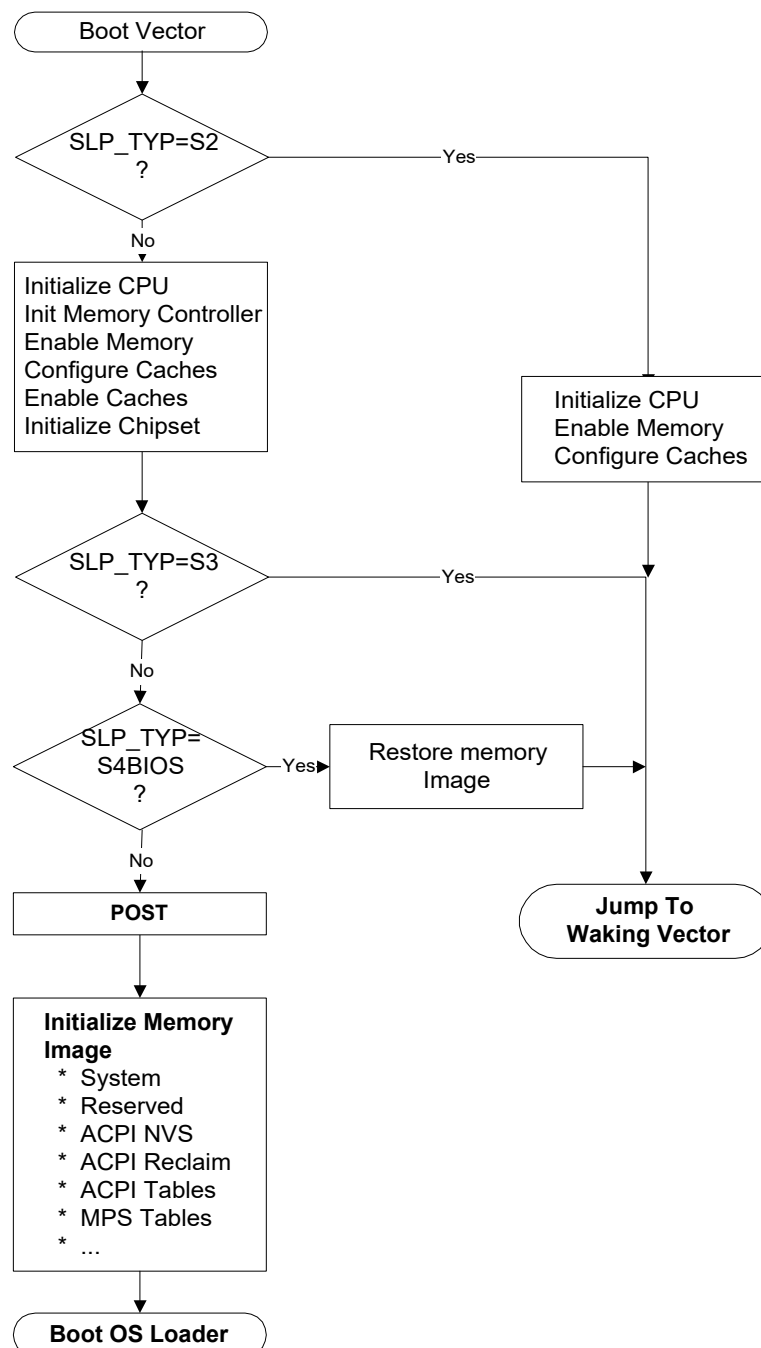 Boot Vector
SLP_TYP=S2
?
Yes
No
Initialize CPU
Init Memory Controller
Enable Memory
Configure Caches
Enable Caches
Initialize Chipset
Initialize CPU
Enable Memory
Configure Caches
SLP_TYP=S3
?
Yes
No
SLP_TYP=
S4BIOS
?
Yes
Restore memory
Image
No
POST
Jump To
Waking Vector
Initialize Memory
Image
* System
* Reserved
* ACPI NVS
* ACPI Reclaim
* ACPI Tables
* MPS Tables
* ...
Boot OS Loader